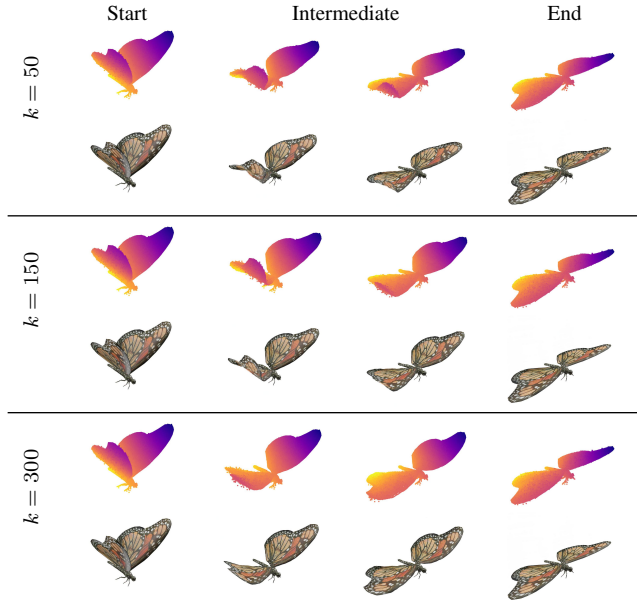 Start Intermediate End
k = 50
k = 150
k = 300